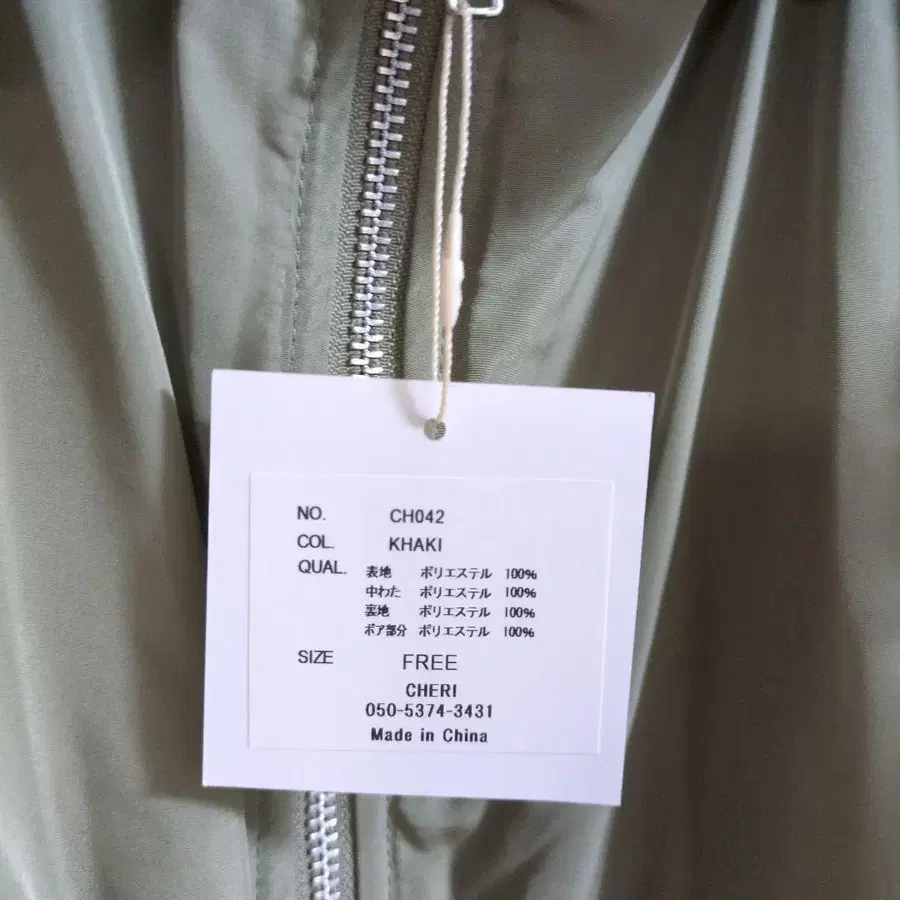 NO. CH042
COL. KHAKI
QUAL. 表地 ポリエステル 100%
中わた ポリエステル 100%
裏地 ポリエステル 100%
ボア部分 ポリエステル 100%
SIZE FREE
CHERI
050-5374-3431
Made in China